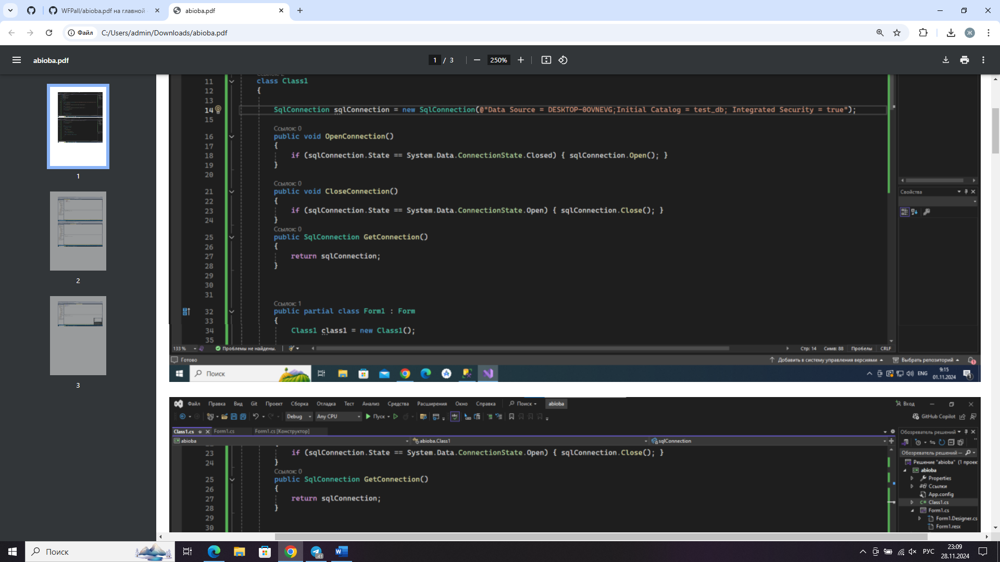 WFPall/abioba.pdf на главной
abioba.pdf
Файл
C:/Users/admin/Downloads/abioba.pdf
Ж
abioba.pdf
1 / 3
250%
1
2
3
11 class Class1
12 {
13
14 SqlConnection sqlConnection = new SqlConnection(@"Data Source = DESKTOP-0OVNEVG;Initial Catalog = test_db; Integrated Security = true");
15
Ссылок: 0
16 public void OpenConnection()
17 {
18 if (sqlConnection.State == System.Data.ConnectionState.Closed) { sqlConnection.Open(); }
19 }
20
Ссылок: 0
21 public void CloseConnection()
22 {
23 if (sqlConnection.State == System.Data.ConnectionState.Open) { sqlConnection.Close(); }
24 }
Ссылок: 0
25 public SqlConnection GetConnection()
26 {
27 return sqlConnection;
28 }
29
30
31
Ссылок: 1
32 public partial class Form1 : Form
33 {
34 Class1 class1 = new Class1();
35
Свойства
133 %
Проблемы не найдены.
Стр: 14 Симв: 88 Пробелы CRLF
Готово
Добавить в систему управления версиями
Выбрать репозиторий
1
Поиск
ENG
9:15
01.11.2024
1
Файл Правка Вид Git Проект Сборка Отладка Тест Анализ Средства Расширения Окно Справка
Поиск
abioba
Вход
Debug
Any CPU
Пуск
GitHub Copilot
Class1.cs
Form1.cs
Form1.cs [Конструктор]
Обозреватель решений
abioba
abioba.Class1
sqlConnection
23 if (sqlConnection.State == System.Data.ConnectionState.Open) { sqlConnection.Close(); }
24 }
Ссылок: 0
25 public SqlConnection GetConnection()
26 {
27 return sqlConnection;
28 }
29
30
Обозреватель решений —
Решение "abioba" (1 проек
abioba
Properties
Ссылки
App.config
C# Class1.cs
Form1.cs
Form1.Designer.cs
Form1.resx
Поиск
41
РУС
23:09
28.11.2024